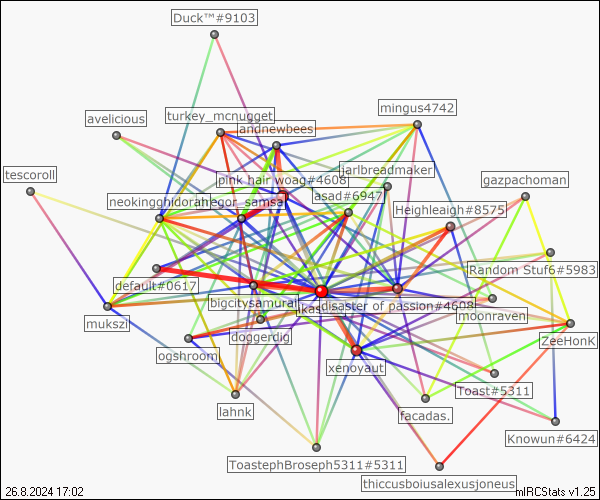 Duck™#9103
mingus4742
turkey_mcnugget
avelicious
andnewbees
jarlbreadmaker
tescoroll
pink hair woag#4608
gazpachoman
asad#6947
neokingghidorah
gregor_samsa
Heighleaigh#8575
default#0617
Random Stuf6#5983
bigcitysamurai
disaster of passion#4608
mukszi
moonraven
doggerdig
ZeeHonK
ogshroom
xenoyaut
Toast#5311
lahnk
facadas.
Knowun#6424
ToastephBroseph5311#5311
thiccusboiusalexusjoneus
26.8.2024 17:02
mIRCStats v1.25